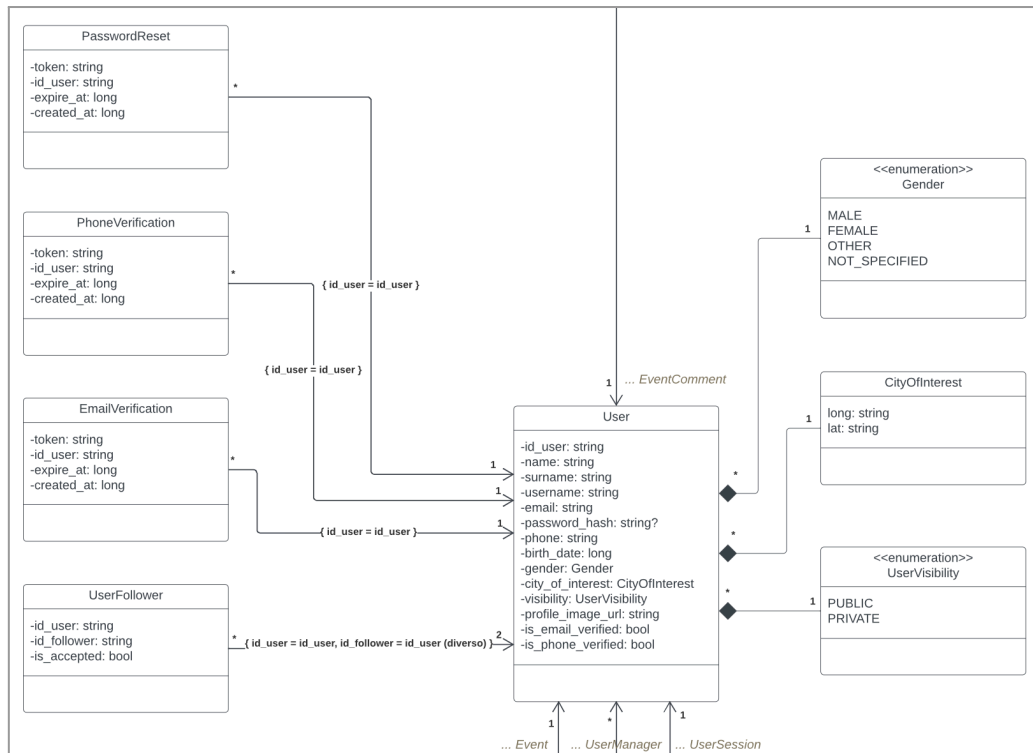 PasswordReset
-token: string
-id_user: string
-expire_at: long
-created_at: long
*
PhoneVerification
-token: string
-id_user: string
-expire_at: long
-created_at: long
*
{ id_user = id_user }
{ id_user = id_user }
EmailVerification
-token: string
-id_user: string
-expire_at: long
-created_at: long
*
{ id_user = id_user }
UserFollower
-id_user: string
-id_follower: string
-is_accepted: bool
*
{ id_user = id_user, id_follower = id_user (diverso) }
1
1
1
2
1
... EventComment
User
-id_user: string
-name: string
-surname: string
-username: string
-email: string
-password_hash: string?
-phone: string
-birth_date: long
-gender: Gender
-city_of_interest: CityOfInterest
-visibility: UserVisibility
-profile_image_url: string
-is_email_verified: bool
-is_phone_verified: bool
1
... Event
*
... UserManager
1
... UserSession
*
*
*
<<enumeration>>
Gender
MALE
FEMALE
OTHER
NOT_SPECIFIED
1
CityOfInterest
long: string
lat: string
1
<<enumeration>>
UserVisibility
PUBLIC
PRIVATE
1